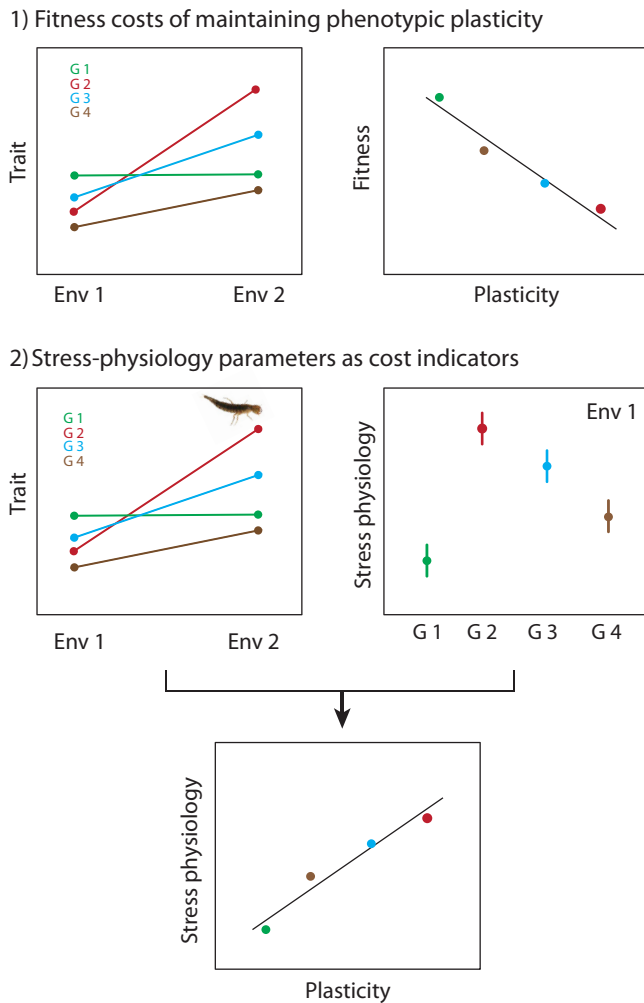 1) Fitness costs of maintaining phenotypic plasticity
G 1
G 2
G 3
G 4
Trait
Env 1
Env 2
Fitness
Plasticity
2) Stress-physiology parameters as cost indicators
G 1
G 2
G 3
G 4
Trait
Env 1
Env 2
Env 1
Stress physiology
G 1
G 2
G 3
G 4
Stress physiology
Plasticity